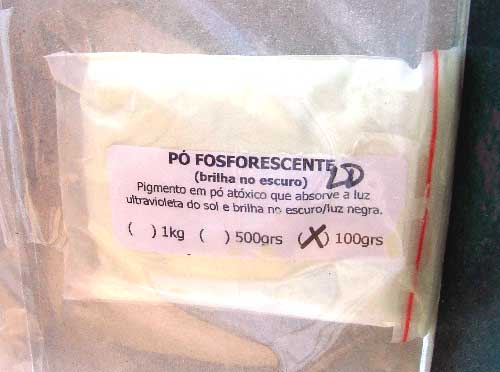 PÓ FOSFORESCENTE
(brilha no escuro) LD
Pigmento em pó atóxico que absorve a luz
ultravioleta do sol e brilha no escuro/luz negra.
( ) 1kg ( ) 500grs (X) 100grs